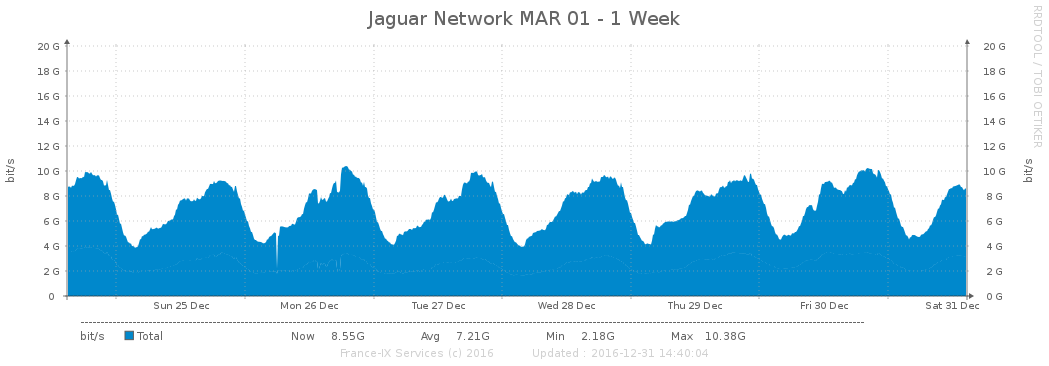 Jaguar Network MAR 01 - 1 Week
RRDTOOL / TOBI OETIKER
bit/s
bit/s
20 G 20 G
18 G 18 G
16 G 16 G
14 G 14 G
12 G 12 G
10 G 10 G
8 G 8 G
6 G 6 G
4 G 4 G
2 G 2 G
0 0 G
Sun 25 Dec Mon 26 Dec Tue 27 Dec Wed 28 Dec Thu 29 Dec Fri 30 Dec Sat 31 Dec
bit/s Total Now 8.55G Avg 7.21G Min 2.18G Max 10.38G
France-IX Services (c) 2016 Updated : 2016-12-31 14:40:04